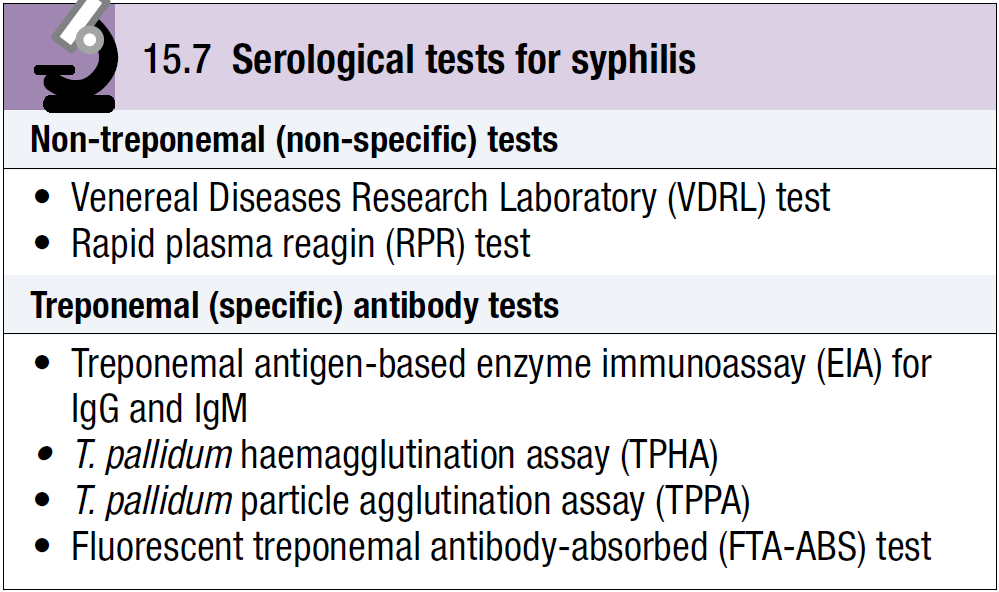 15.7 Serological tests for syphilis
Non-treponemal (non-specific) tests
• Venereal Diseases Research Laboratory (VDRL) test
• Rapid plasma reagin (RPR) test
Treponemal (specific) antibody tests
• Treponemal antigen-based enzyme immunoassay (EIA) for
IgG and IgM
• T. pallidum haemagglutination assay (TPHA)
• T. pallidum particle agglutination assay (TPPA)
• Fluorescent treponemal antibody-absorbed (FTA-ABS) test